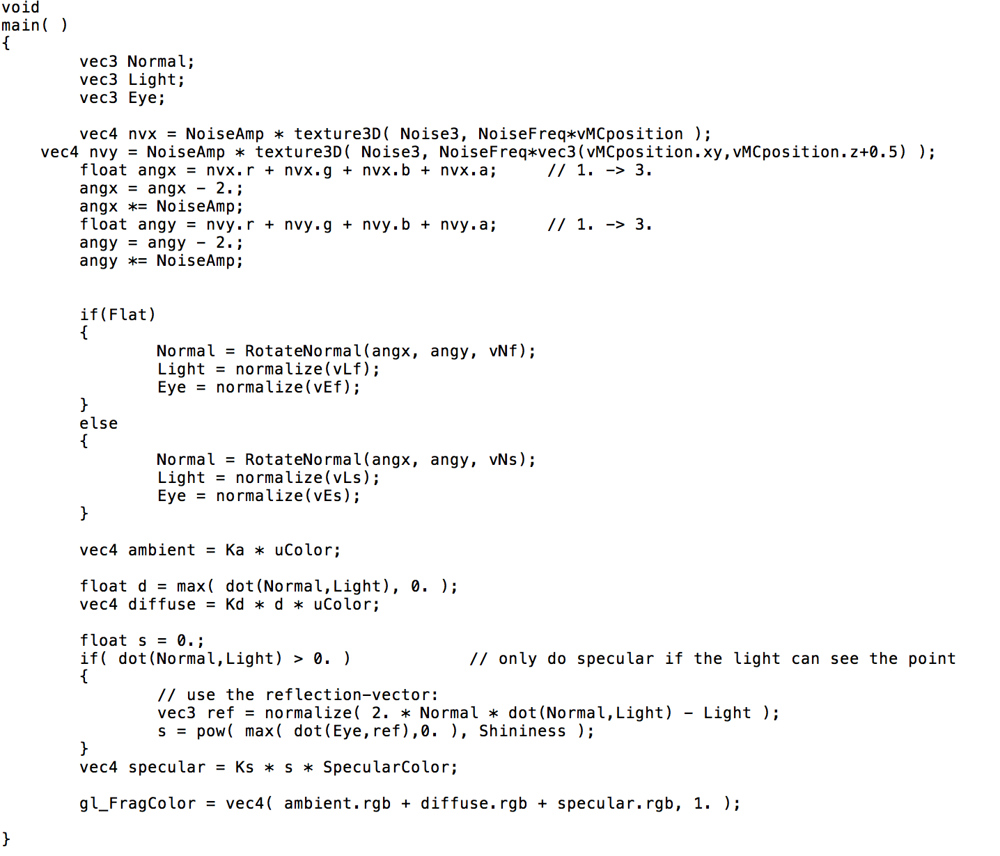 void
main( )
{
        vec3 Normal;
        vec3 Light;
        vec3 Eye;

        vec4 nvx = NoiseAmp * texture3D( Noise3, NoiseFreq*vMCposition );
    vec4 nvy = NoiseAmp * texture3D( Noise3, NoiseFreq*vec3(vMCposition.xy,vMCposition.z+0.5) );
        float angx = nvx.r + nvx.g + nvx.b + nvx.a;     // 1. -> 3.
        angx = angx - 2.;
        angx *= NoiseAmp;
        float angy = nvy.r + nvy.g + nvy.b + nvy.a;     // 1. -> 3.
        angy = angy - 2.;
        angy *= NoiseAmp;


        if(Flat)
        {
                Normal = RotateNormal(angx, angy, vNf);
                Light = normalize(vLf);
                Eye = normalize(vEf);
        }
        else
        {
                Normal = RotateNormal(angx, angy, vNs);
                Light = normalize(vLs);
                Eye = normalize(vEs);
        }

        vec4 ambient = Ka * uColor;

        float d = max( dot(Normal,Light), 0. );
        vec4 diffuse = Kd * d * uColor;

        float s = 0.;
        if( dot(Normal,Light) > 0. )            // only do specular if the light can see the point
        {
                // use the reflection-vector:
                vec3 ref = normalize( 2. * Normal * dot(Normal,Light) - Light );
                s = pow( max( dot(Eye,ref),0. ), Shininess );
        }
        vec4 specular = Ks * s * SpecularColor;

        gl_FragColor = vec4( ambient.rgb + diffuse.rgb + specular.rgb, 1. );

}